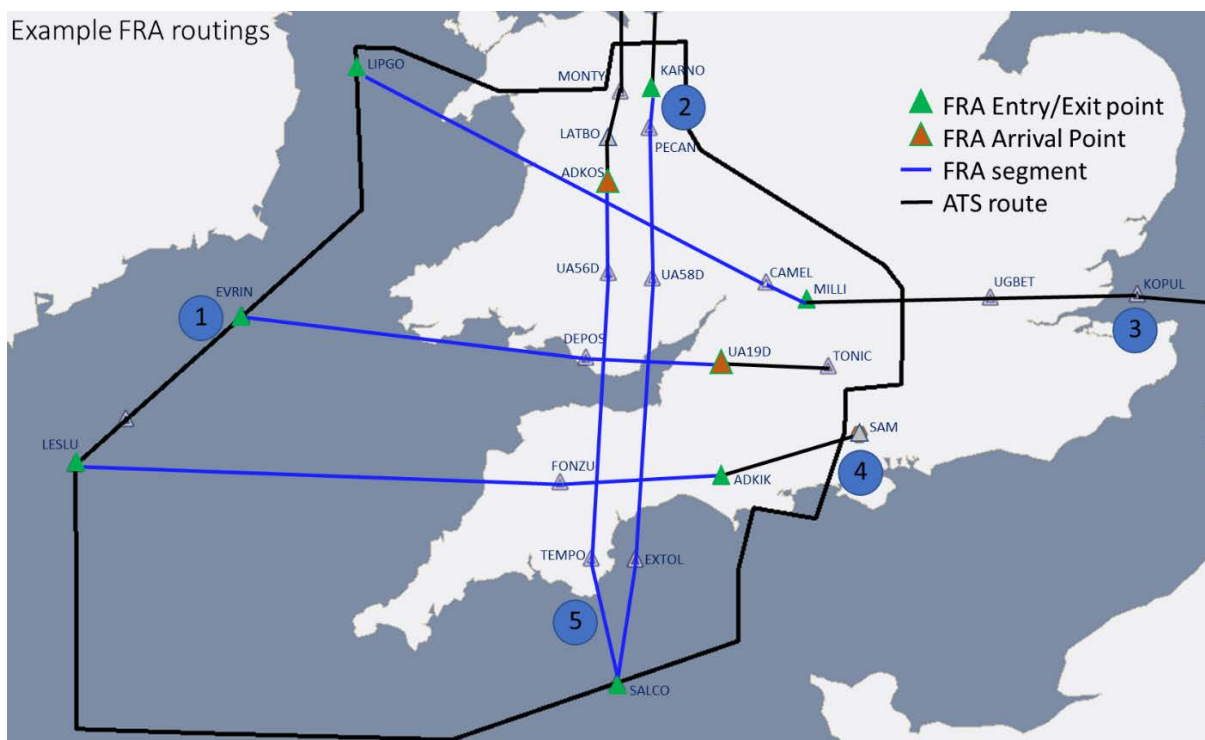 Example FRA routings
LIPGO
MONTY
KARNO
2
FRA Entry/Exit point
FRA Arrival Point
FRA segment
ATS route
LATBO
PECAN
ADKOS
UA56D
UA58D
CAMEL
MILLI
UGBET
KOPUL
3
EVRIN
1
DEPOS
UA19D
TONIC
LESLU
FONZU
ADKIK
SAM
4
TEMPO
EXTOL
5
SALCO